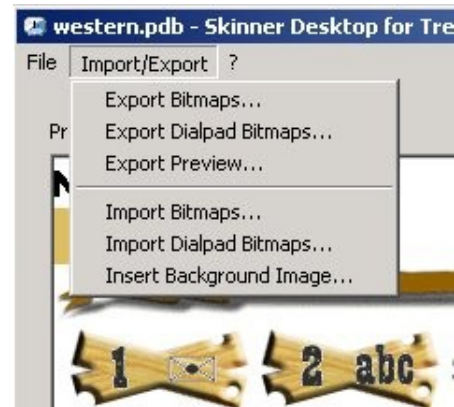 western.pdb - Skinner Desktop for Tre
File Import/Export ?
Export Bitmaps...
Export Dialpad Bitmaps...
Export Preview...
Import Bitmaps...
Import Dialpad Bitmaps...
Insert Background Image...
Pr
N
1 2 abc